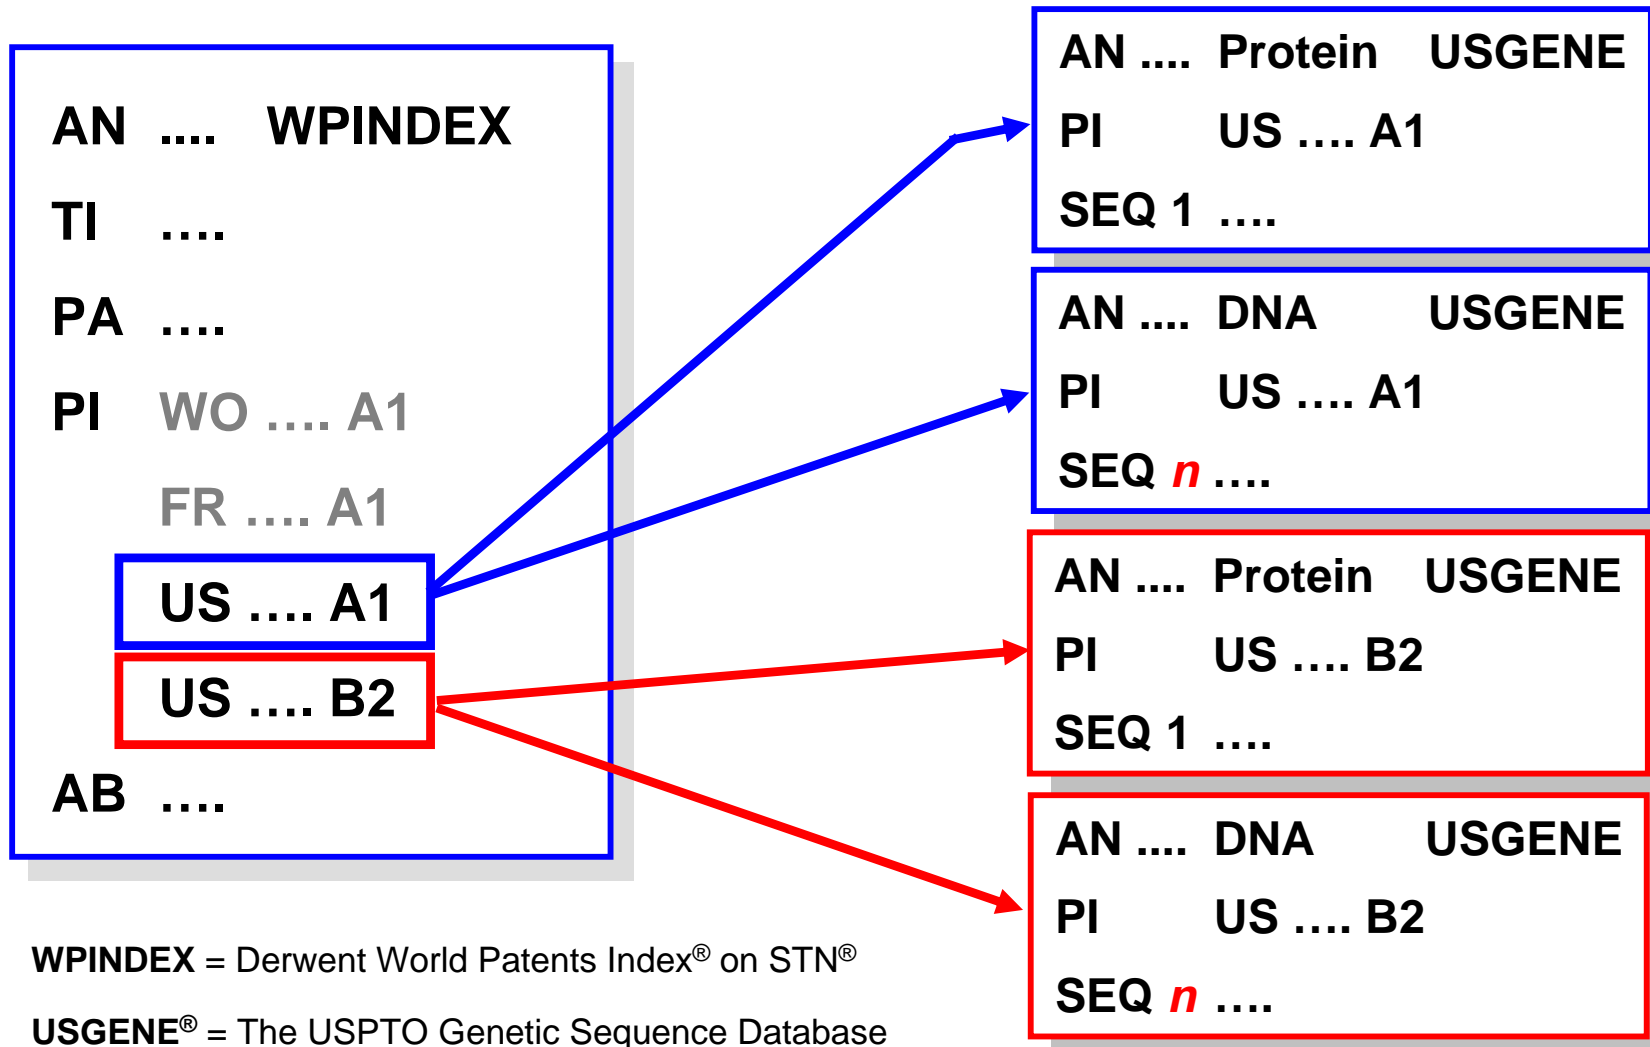 AN .... WPINDEX
TI ….
PA ….
PI WO …. A1
FR …. A1
US …. A1
US …. B2
AB ….
AN .... Protein USGENE
PI US …. A1
SEQ 1 ….
AN .... DNA USGENE
PI US …. A1
SEQ n ….
AN .... Protein USGENE
PI US …. B2
SEQ 1 ….
AN .... DNA USGENE
PI US …. B2
SEQ n ….
WPINDEX = Derwent World Patents Index® on STN®
USGENE® = The USPTO Genetic Sequence Database